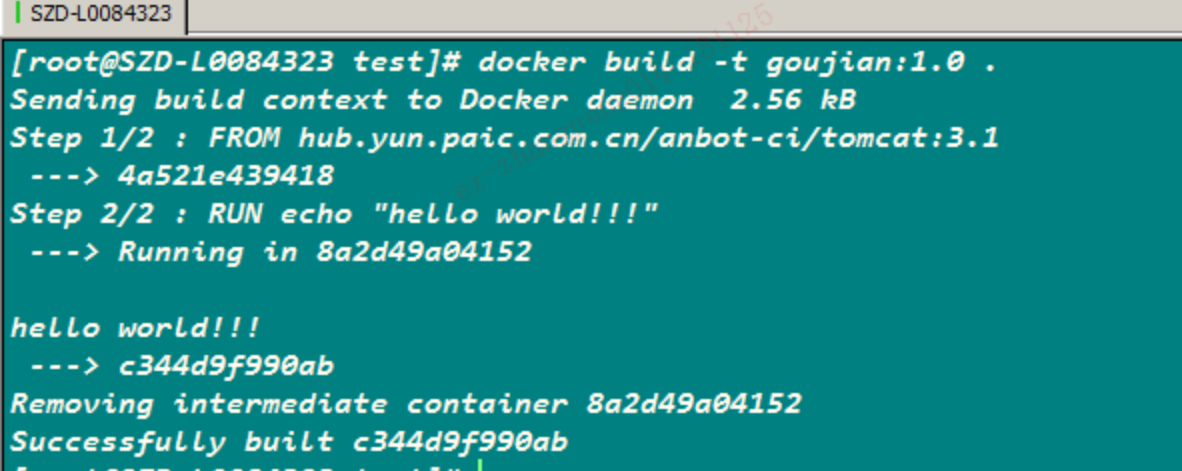 SZD-L0084323
[root@SZD-L0084323 test]# docker build -t goujian:1.0 .
Sending build context to Docker daemon  2.56 kB
Step 1/2 : FROM hub.yun.paic.com.cn/anbot-ci/tomcat:3.1
 ---> 4a521e439418
Step 2/2 : RUN echo "hello world!!!"
 ---> Running in 8a2d49a04152
hello world!!!
 ---> c344d9f990ab
Removing intermediate container 8a2d49a04152
Successfully built c344d9f990ab